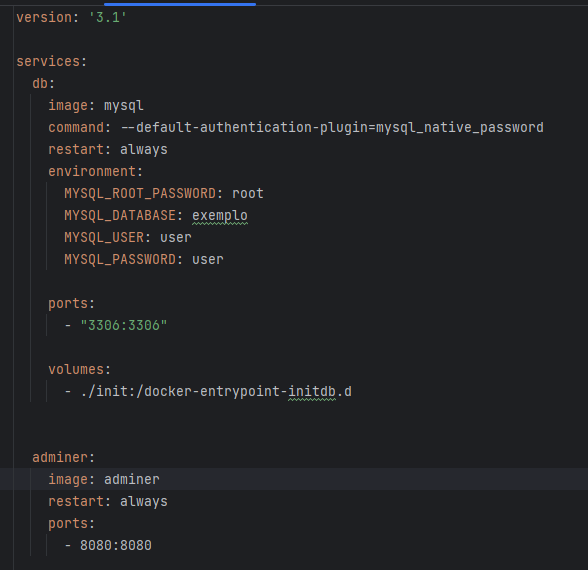 version: '3.1'
services:
db:
image: mysql
command: --default-authentication-plugin=mysql_native_password
restart: always
environment:
MYSQL_ROOT_PASSWORD: root
MYSQL_DATABASE: exemplo
MYSQL_USER: user
MYSQL_PASSWORD: user
ports:
- "3306:3306"
volumes:
- ./init:/docker-entrypoint-initdb.d
adminer:
image: adminer
restart: always
ports:
- 8080:8080